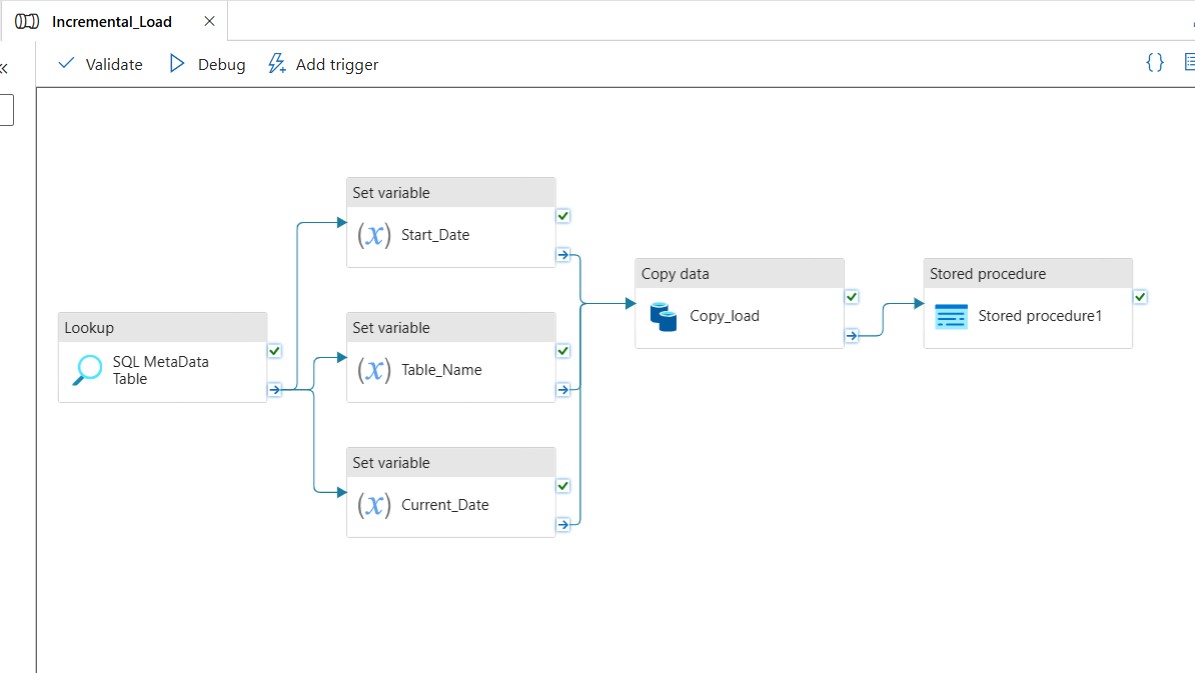 Incremental_Load
Validate
Debug
Add trigger
{}
Set variable
(x) Start_Date
Lookup
SQL MetaData
Table
Set variable
(x) Table_Name
Set variable
(x) Current_Date
Copy data
Copy_load
Stored procedure
Stored procedure1